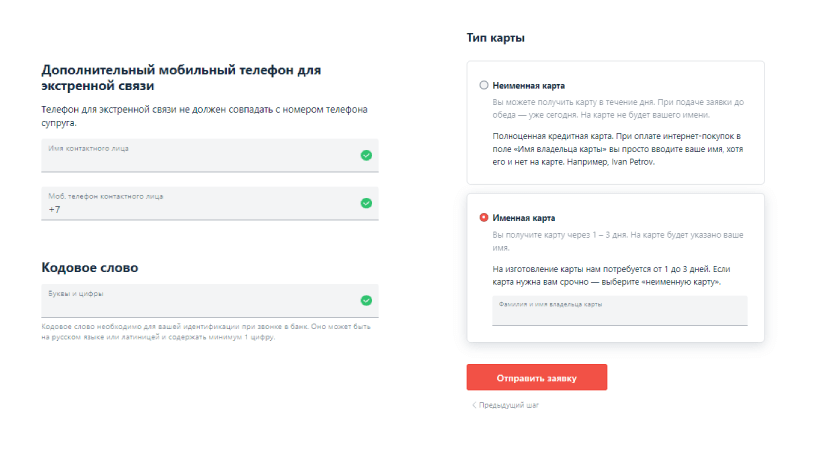 Дополнительный мобильный телефон для
экстренной связи
Телефон для экстренной связи не должен совпадать с номером телефона
супруга.
Имя контактного лица
Моб. телефон контактного лица
+7
Кодовое слово
Буквы и цифры
Кодовое слово необходимо для вашей идентификации при звонке в банк. Оно может быть
на русском языке или латиницей и содержать минимум 1 цифру.
Тип карты
Неименная карта
Вы можете получить карту в течение дня. При подаче заявки до
обеда — уже сегодня. На карте не будет вашего имени.
Полноценная кредитная карта. При оплате интернет-покупок в
поле «Имя владельца карты» вы просто вводите ваше имя, хотя
его и нет на карте. Например, Ivan Petrov.
Именная карта
Вы получите карту через 1 – 3 дня. На карте будет указано ваше
имя.
На изготовление карты нам потребуется от 1 до 3 дней. Если
карта нужна вам срочно — выберите «неименную карту».
Фамилия и имя владельца карты
Отправить заявку
Предыдущий шаг